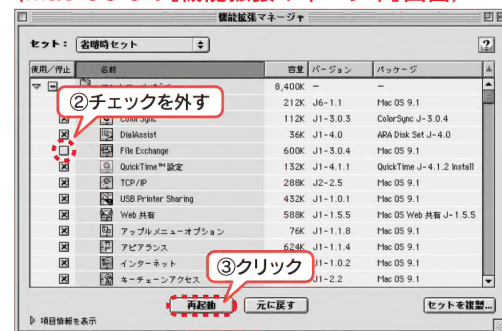 機能拡張マネージャ
セット: 省略時セット
使用/停止 名前 容量 バージョン パッケージ
8,400K – –
②チェックを外す
212K J6-1.1 Mac OS 9.1
ColorSync 112K J1-3.0.3 ColorSync J-3.0.4
DialAssist 36K J1-4.0 ARA Disk Set J-4.0
File Exchange 600K J1-3.0.4 Mac OS 9.1
QuickTime™ 設定 132K J1-4.1.1 QuickTime J-4.1.2 Install
TCP/IP 288K J2-2.5 Mac OS 9.1
USB Printer Sharing 432K J1-1.0.1 Mac OS 9.1
Web 共有 588K J1-1.5.5 Mac OS Web 共有 J-1.5.5
アップルメニューオプション 76K J1-1.1.8 Mac OS 9.1
アピアランス 624K J1-1.1.4 Mac OS 9.1
インターネット J1-1.0.2 Mac OS 9.1
③クリック
キーチェーンアクセス J1-2.2 Mac OS 9.1
再起動 元に戻す セットを複製...
項目情報を表示